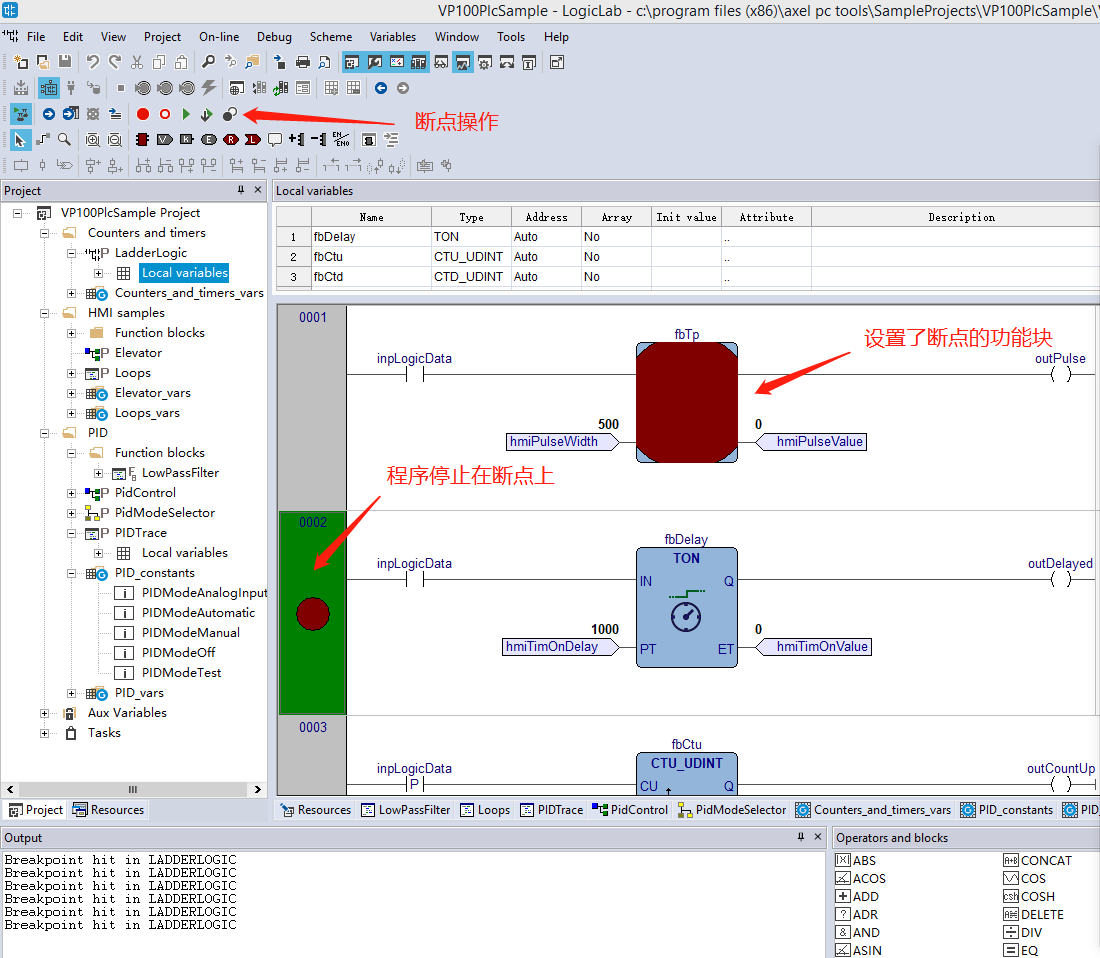 VP100PlcSample - LogicLab - c:\program files (x86)\axel pc tools\SampleProjects\VP100PlcSample\
File Edit View Project On-line Debug Scheme Variables Window Tools Help
断点操作
Project
VP100PlcSample Project
Counters and timers
LadderLogic
Local variables
Counters_and_timers_vars
HMI samples
Function blocks
Elevator
Loops
Elevator_vars
Loops_vars
PID
Function blocks
LowPassFilter
PidControl
PidModeSelector
PIDTrace
Local variables
PID_constants
PIDModeAnalogInput
PIDModeAutomatic
PIDModeManual
PIDModeOff
PIDModeTest
PID_vars
Aux Variables
Tasks
Project Resources
Local variables
Name Type Address Array Init value Attribute Description
1 fbDelay TON Auto No ..
2 fbCtu CTU_UDINT Auto No ..
3 fbCtd CTD_UDINT Auto No ..
0001
fbTp
设置了断点的功能块
inpLogicData
outPulse
500
0
hmiPulseWidth
hmiPulseValue
程序停止在断点上
0002
fbDelay
inpLogicData
TON
outDelayed
IN Q
1000
0
hmiTimOnDelay
PT ET
hmiTimOnValue
0003
fbCtu
inpLogicData
CTU_UDINT
outCountUp
P
CU Q
Resources LowPassFilter Loops PIDTrace PidControl PidModeSelector Counters_and_timers_vars PID_constants PID_
Output
Breakpoint hit in LADDERLOGIC
Breakpoint hit in LADDERLOGIC
Breakpoint hit in LADDERLOGIC
Breakpoint hit in LADDERLOGIC
Breakpoint hit in LADDERLOGIC
Breakpoint hit in LADDERLOGIC
Operators and blocks
ABS CONCAT
ACOS COS
ADD COSH
ADR DELETE
AND DIV
ASIN EQ